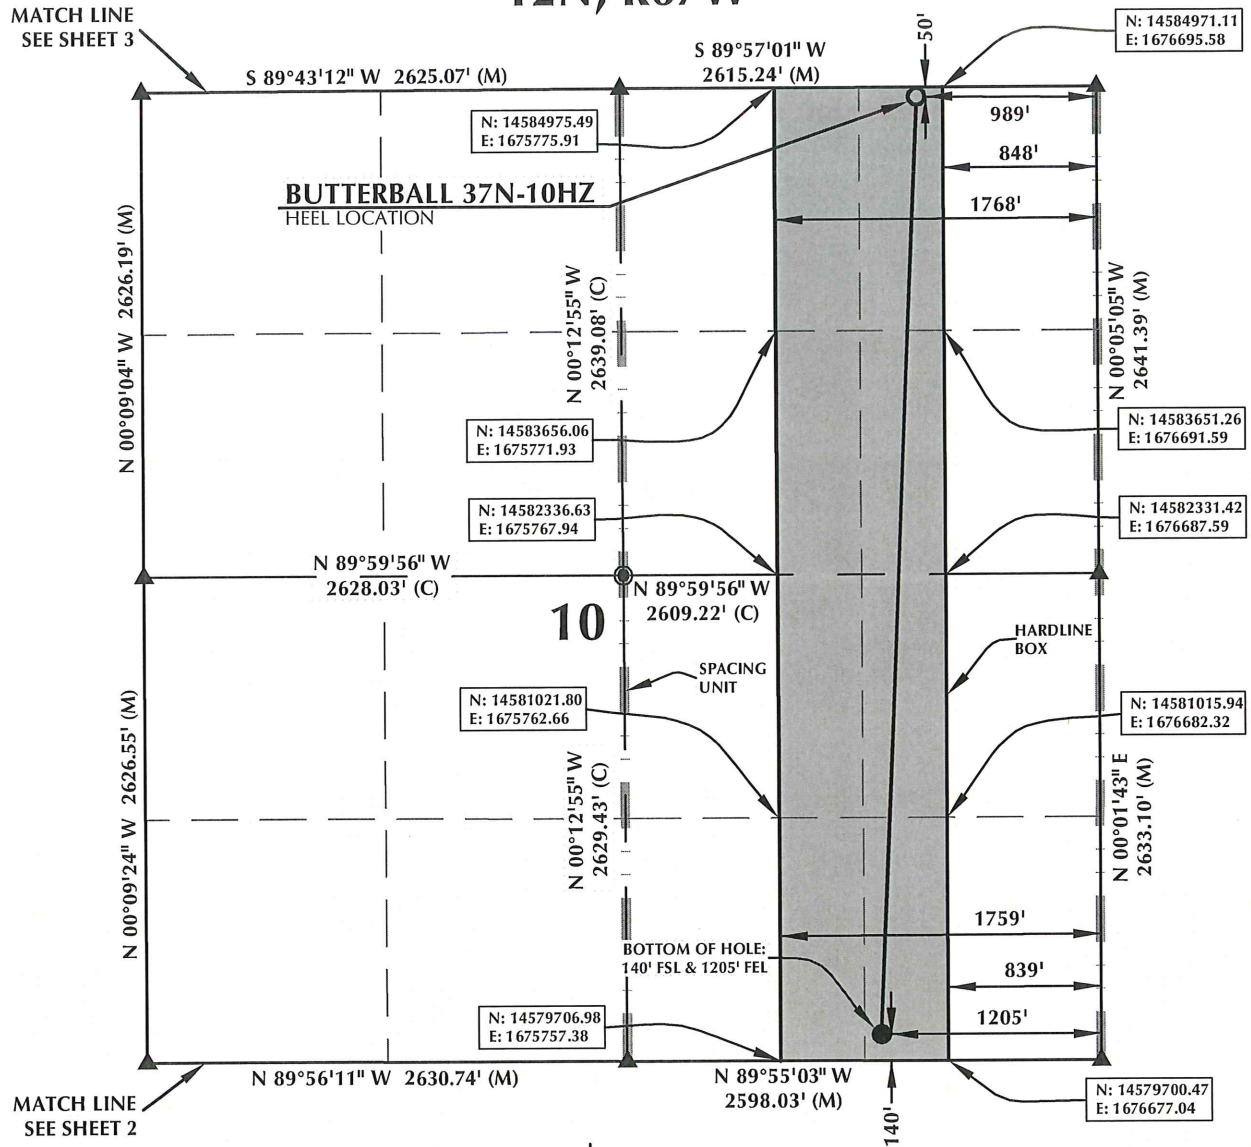 MATCH LINE
SEE SHEET 3
S 89°43'12" W 2625.07' (M)
S 89°57'01" W
2615.24' (M)
50'
N: 14584971.11
E: 1676695.58
N: 14584975.49
E: 1675775.91
989'
848'
1768'
BUTTERBALL 37N-10HZ
HEEL LOCATION
N 00°09'04" W 2626.19' (M)
N 00°12'55" W
2639.08' (C)
N 00°05'05" W
2641.39' (M)
N: 14583656.06
E: 1675771.93
N: 14583651.26
E: 1676691.59
N: 14582336.63
E: 1675767.94
N: 14582331.42
E: 1676687.59
N 89°59'56" W
2628.03' (C)
N 89°59'56" W
2609.22' (C)
10
HARDLINE
BOX
SPACING
UNIT
N: 14581021.80
E: 1675762.66
N: 14581015.94
E: 1676682.32
N 00°09'24" W 2626.55' (M)
N 00°12'55" W
2629.43' (C)
N 00°01'43" E
2633.10' (M)
1759'
BOTTOM OF HOLE:
140' FSL & 1205' FEL
839'
1205'
N: 14579706.98
E: 1675757.38
N 89°56'11" W 2630.74' (M)
N 89°55'03" W
2598.03' (M)
140'
N: 14579700.47
E: 1676677.04
MATCH LINE
SEE SHEET 2